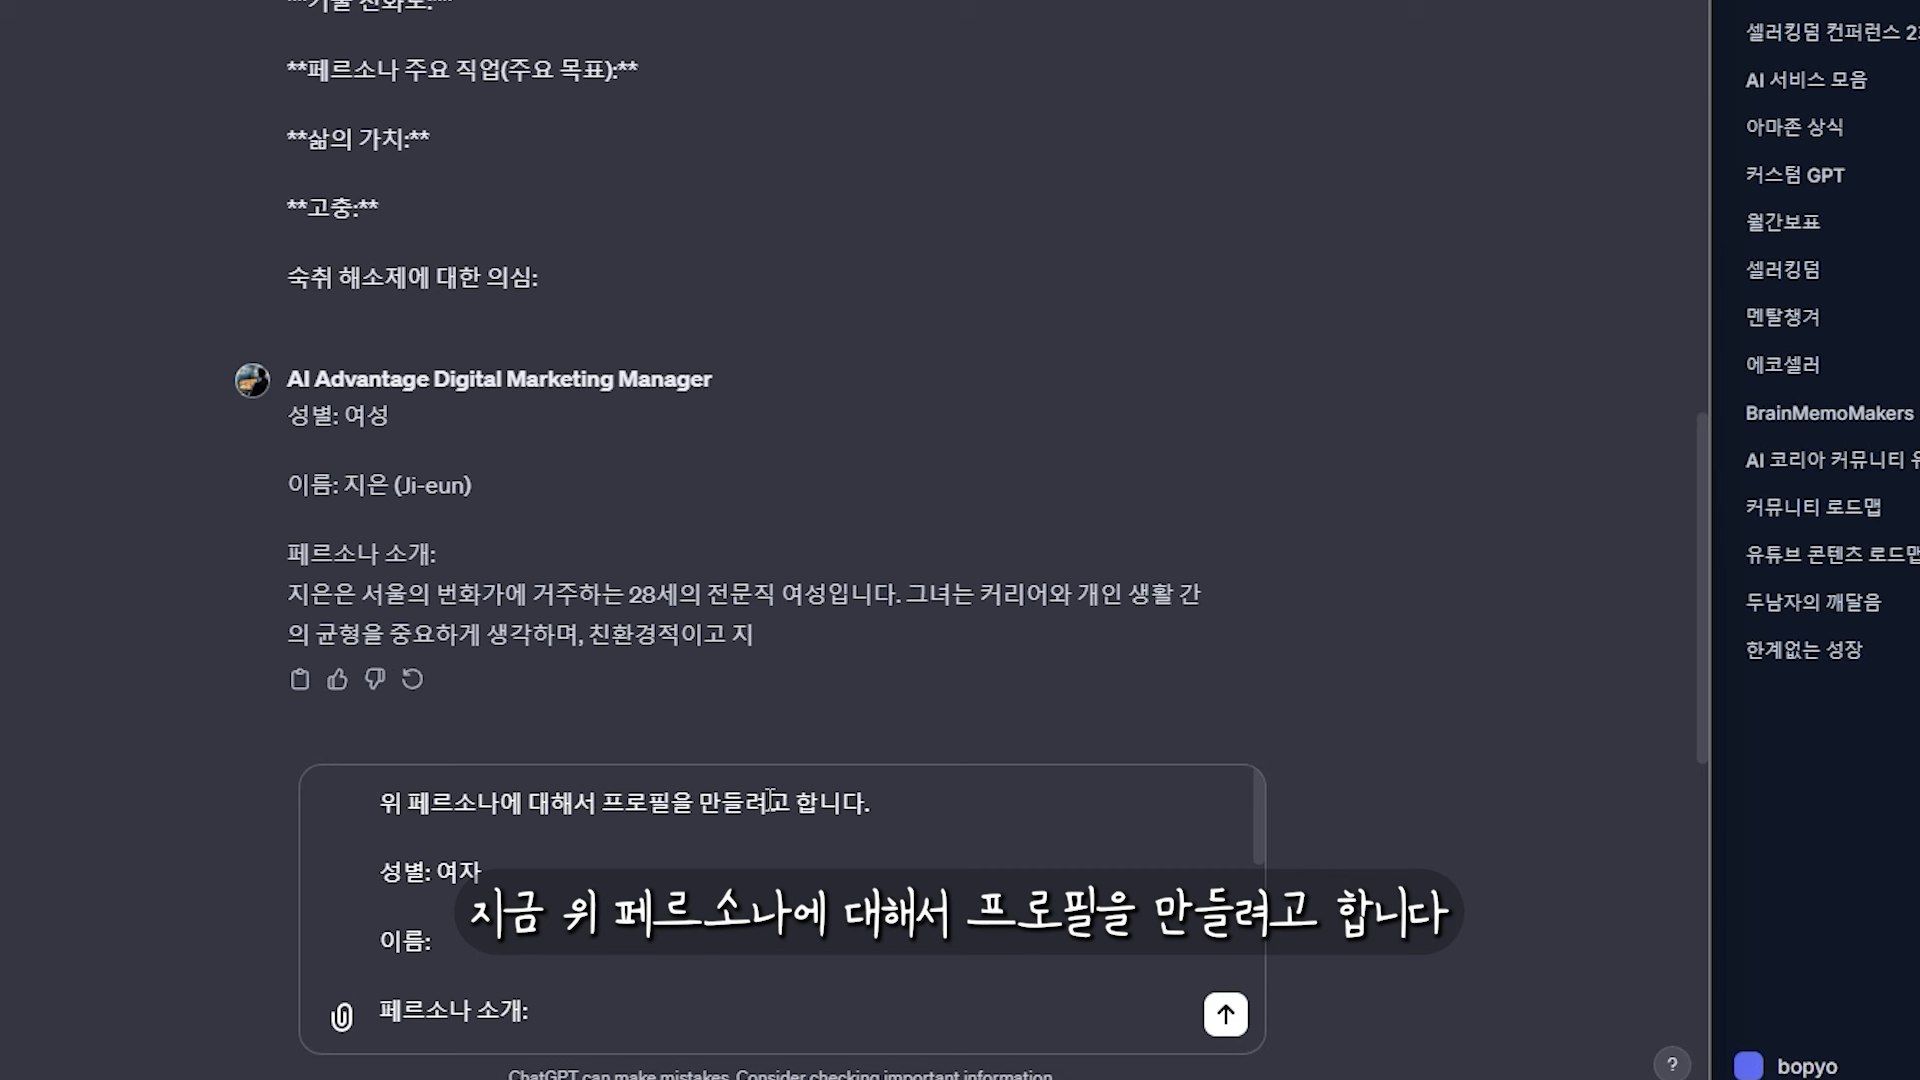 **기술 친화도:**
**페르소나 주요 직업(주요 목표):**
**삶의 가치:**
**고충:**
숙취 해소제에 대한 의심:
AI Advantage Digital Marketing Manager
성별: 여성
이름: 지은 (Ji-eun)
페르소나 소개:
지은은 서울의 번화가에 거주하는 28세의 전문직 여성입니다. 그녀는 커리어와 개인 생활 간
의 균형을 중요하게 생각하며, 친환경적이고 지
위 페르소나에 대해서 프로필을 만들려고 합니다.
성별: 여자
지금 위 페르소나에 대해서 프로필을 만들려고 합니다
이름:
페르소나 소개:
ChatGPT can make mistakes. Consider checking important information.
?
셀러킹덤 컨퍼런스
AI 서비스 모음
아마존 상식
커스텀 GPT
월간보표
셀러킹덤
멘탈챙겨
에코셀러
BrainMemoMakers
AI 코리아 커뮤니티
커뮤니티 로드맵
유튜브 콘텐츠 로드맵
두남자의 깨달음
한계없는 성장
bopyo